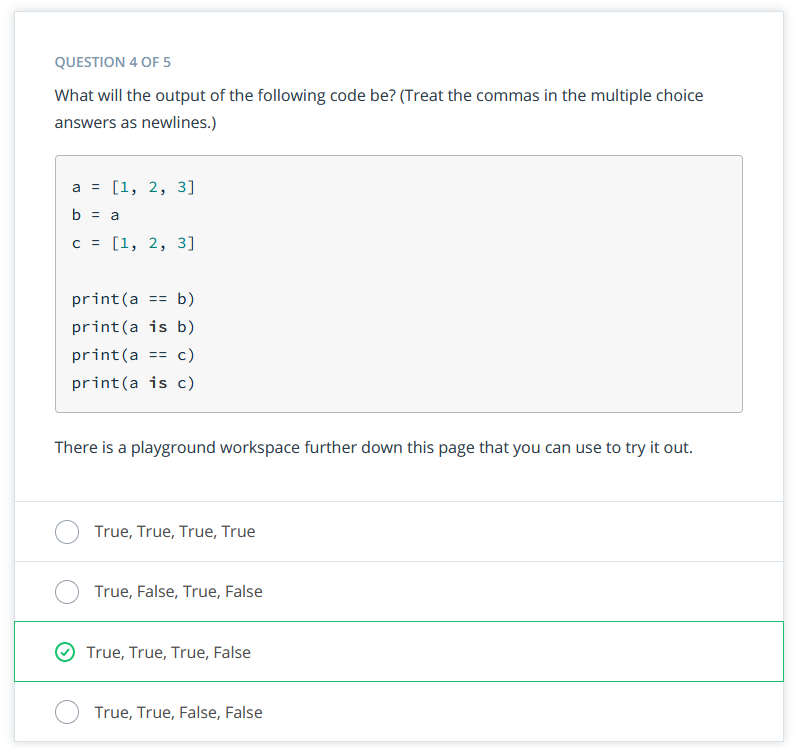 QUESTION 4 OF 5
What will the output of the following code be? (Treat the commas in the multiple choice
answers as newlines.)
a = [1, 2, 3]
b = a
c = [1, 2, 3]
print(a == b)
print(a is b)
print(a == c)
print(a is c)
There is a playground workspace further down this page that you can use to try it out.
True, True, True, True
True, False, True, False
True, True, True, False
True, True, False, False